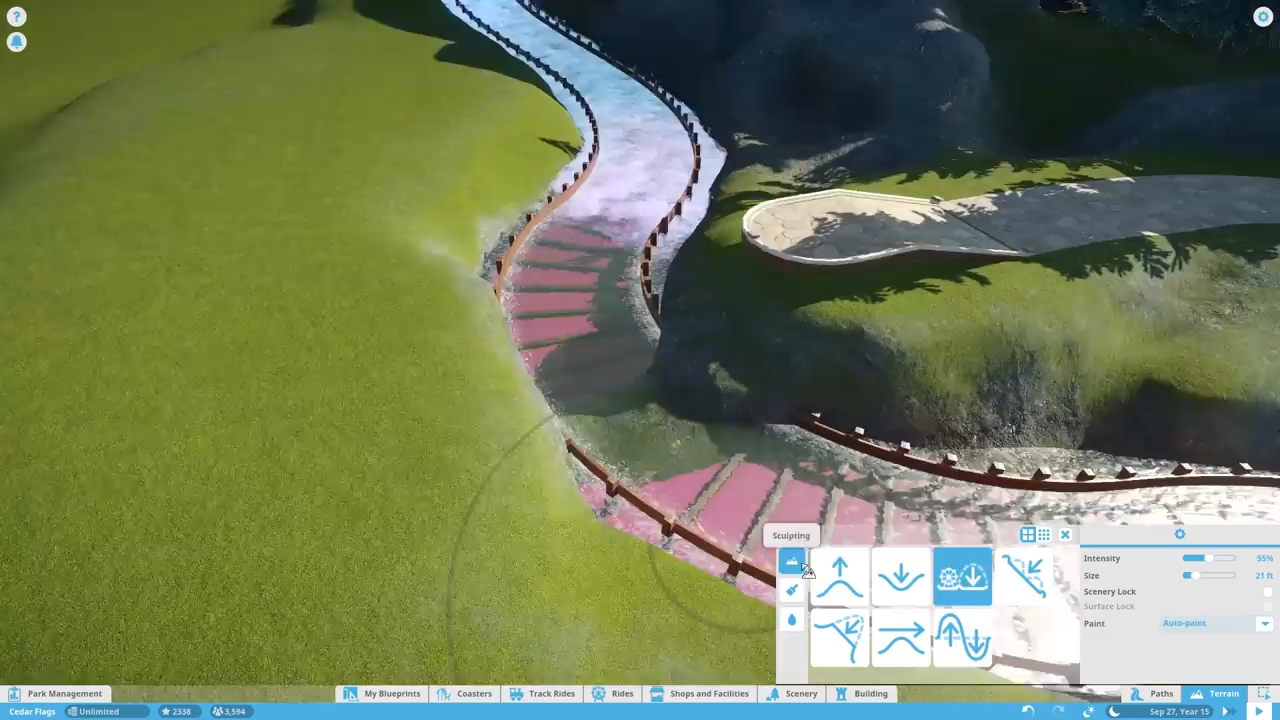 Sculpting
Intensity 55%
Size 21 ft
Scenery Lock
Surface Lock
Paint Auto-paint
Park Management My Blueprints Coasters Track Rides Rides Shops and Facilities Scenery Building Paths Terrain
Cedar Flags Unlimited 2338 3,594 Sep 27, Year 15